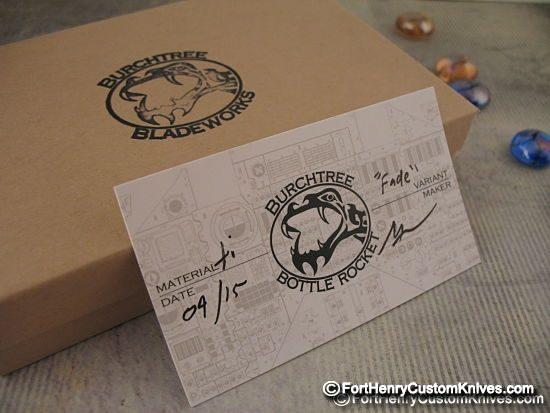 BURCHTREE
BLADEWORKS
BURCHTREE
BOTTLE ROCKET
"Fade"
VARIANT
MAKER
MATERIAL ti
DATE
04/15
© FortHenryCustomKnives.com